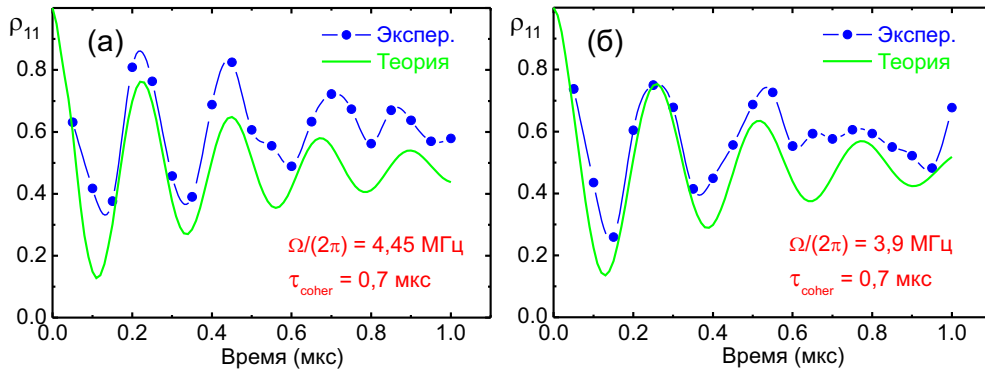 ρ11
(а)
Экспер.
Теория
0.8
0.6
0.4
0.2
0.0
0.0 0.2 0.4 0.6 0.8 1.0
Ω/(2π) = 4,45 МГц
τcoher = 0,7 мкс
Время (мкс)
ρ11
(б)
Экспер.
Теория
0.8
0.6
0.4
0.2
0.0
0.0 0.2 0.4 0.6 0.8 1.0
Ω/(2π) = 3,9 МГц
τcoher = 0,7 мкс
Время (мкс)